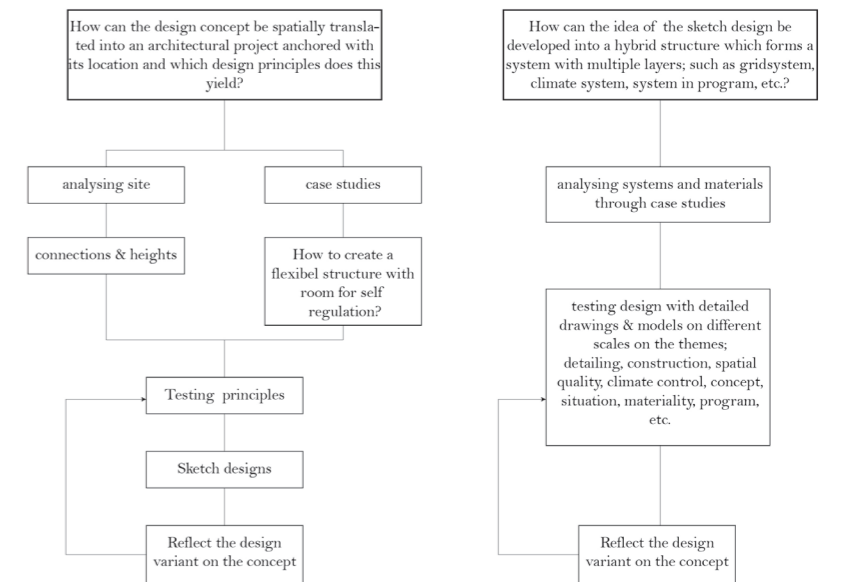 How can the design concept be spatially transla-
ted into an architectural project anchored with
its location and which design principles does this
yield?
analysing site
case studies
connections & heights
How to create a
flexibel structure with
room for self
regulation?
Testing principles
Sketch designs
Reflect the design
variant on the concept
How can the idea of the sketch design be
developed into a hybrid structure which forms a
system with multiple layers; such as gridsystem,
climate system, system in program, etc.?
analysing systems and materials
through case studies
testing design with detailed
drawings & models on different
scales on the themes;
detailing, construction, spatial
quality, climate control, concept,
situation, materiality, program,
etc.
Reflect the design
variant on the concept